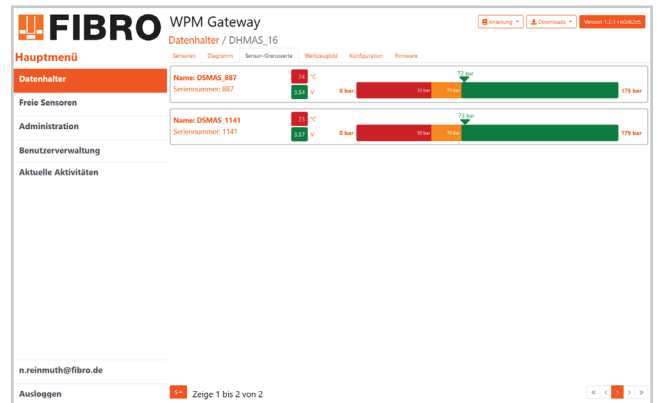 FIBRO
WPM Gateway
Anleitung
Downloads
Version 1.2.1+b0c62c5
Datenhalter / DHMAS_16
Hauptmenü
Sensoren Diagramm Sensor-Grenzwerte Werkzeugbild Konfiguration Firmware
Datenhalter
Freie Sensoren
Administration
Benutzerverwaltung
Aktuelle Aktivitäten
Name: DSMAS_887
Seriennummer: 887
24 °C
3.54 V
72 bar
0 bar 50 bar 70 bar 175 bar
Name: DSMAS_1141
Seriennummer: 1141
23 °C
3.57 V
73 bar
0 bar 50 bar 70 bar 175 bar
n.reinmuth@fibro.de
Ausloggen
5
Zeige 1 bis 2 von 2
« ‹ 1 › »